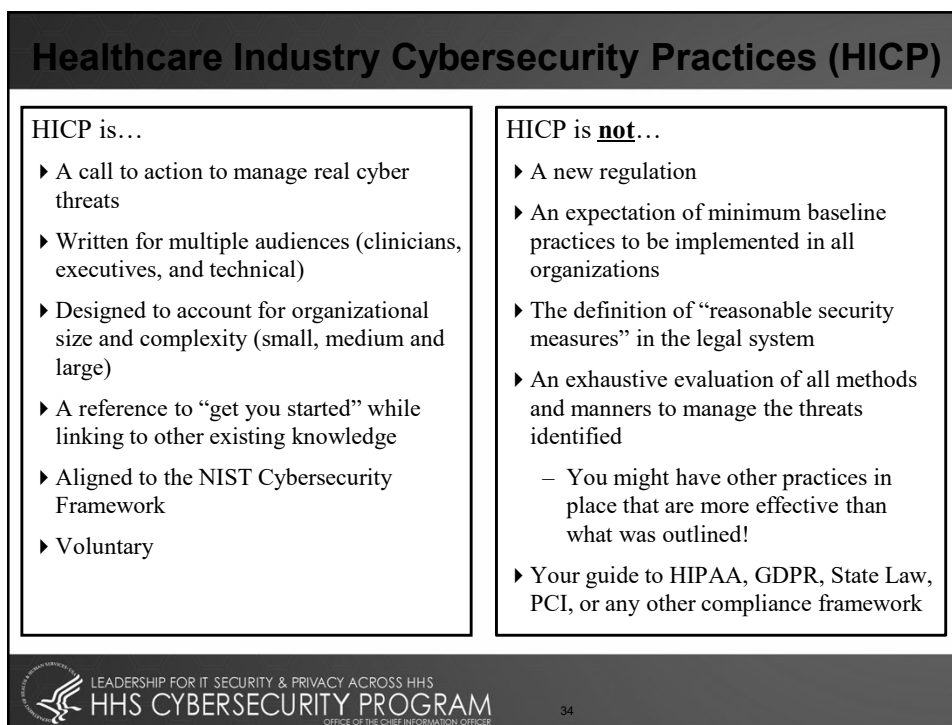 Healthcare Industry Cybersecurity Practices (HICP)
HICP is…
A call to action to manage real cyber
threats
Written for multiple audiences (clinicians,
executives, and technical)
Designed to account for organizational
size and complexity (small, medium and
large)
A reference to “get you started” while
linking to other existing knowledge
Aligned to the NIST Cybersecurity
Framework
Voluntary
HICP is not…
A new regulation
An expectation of minimum baseline
practices to be implemented in all
organizations
The definition of “reasonable security
measures” in the legal system
An exhaustive evaluation of all methods
and manners to manage the threats
identified
– You might have other practices in
place that are more effective than
what was outlined!
Your guide to HIPAA, GDPR, State Law,
PCI, or any other compliance framework
LEADERSHIP FOR IT SECURITY & PRIVACY ACROSS HHS
HHS CYBERSECURITY PROGRAM
OFFICE OF THE CHIEF INFORMATION OFFICER
34